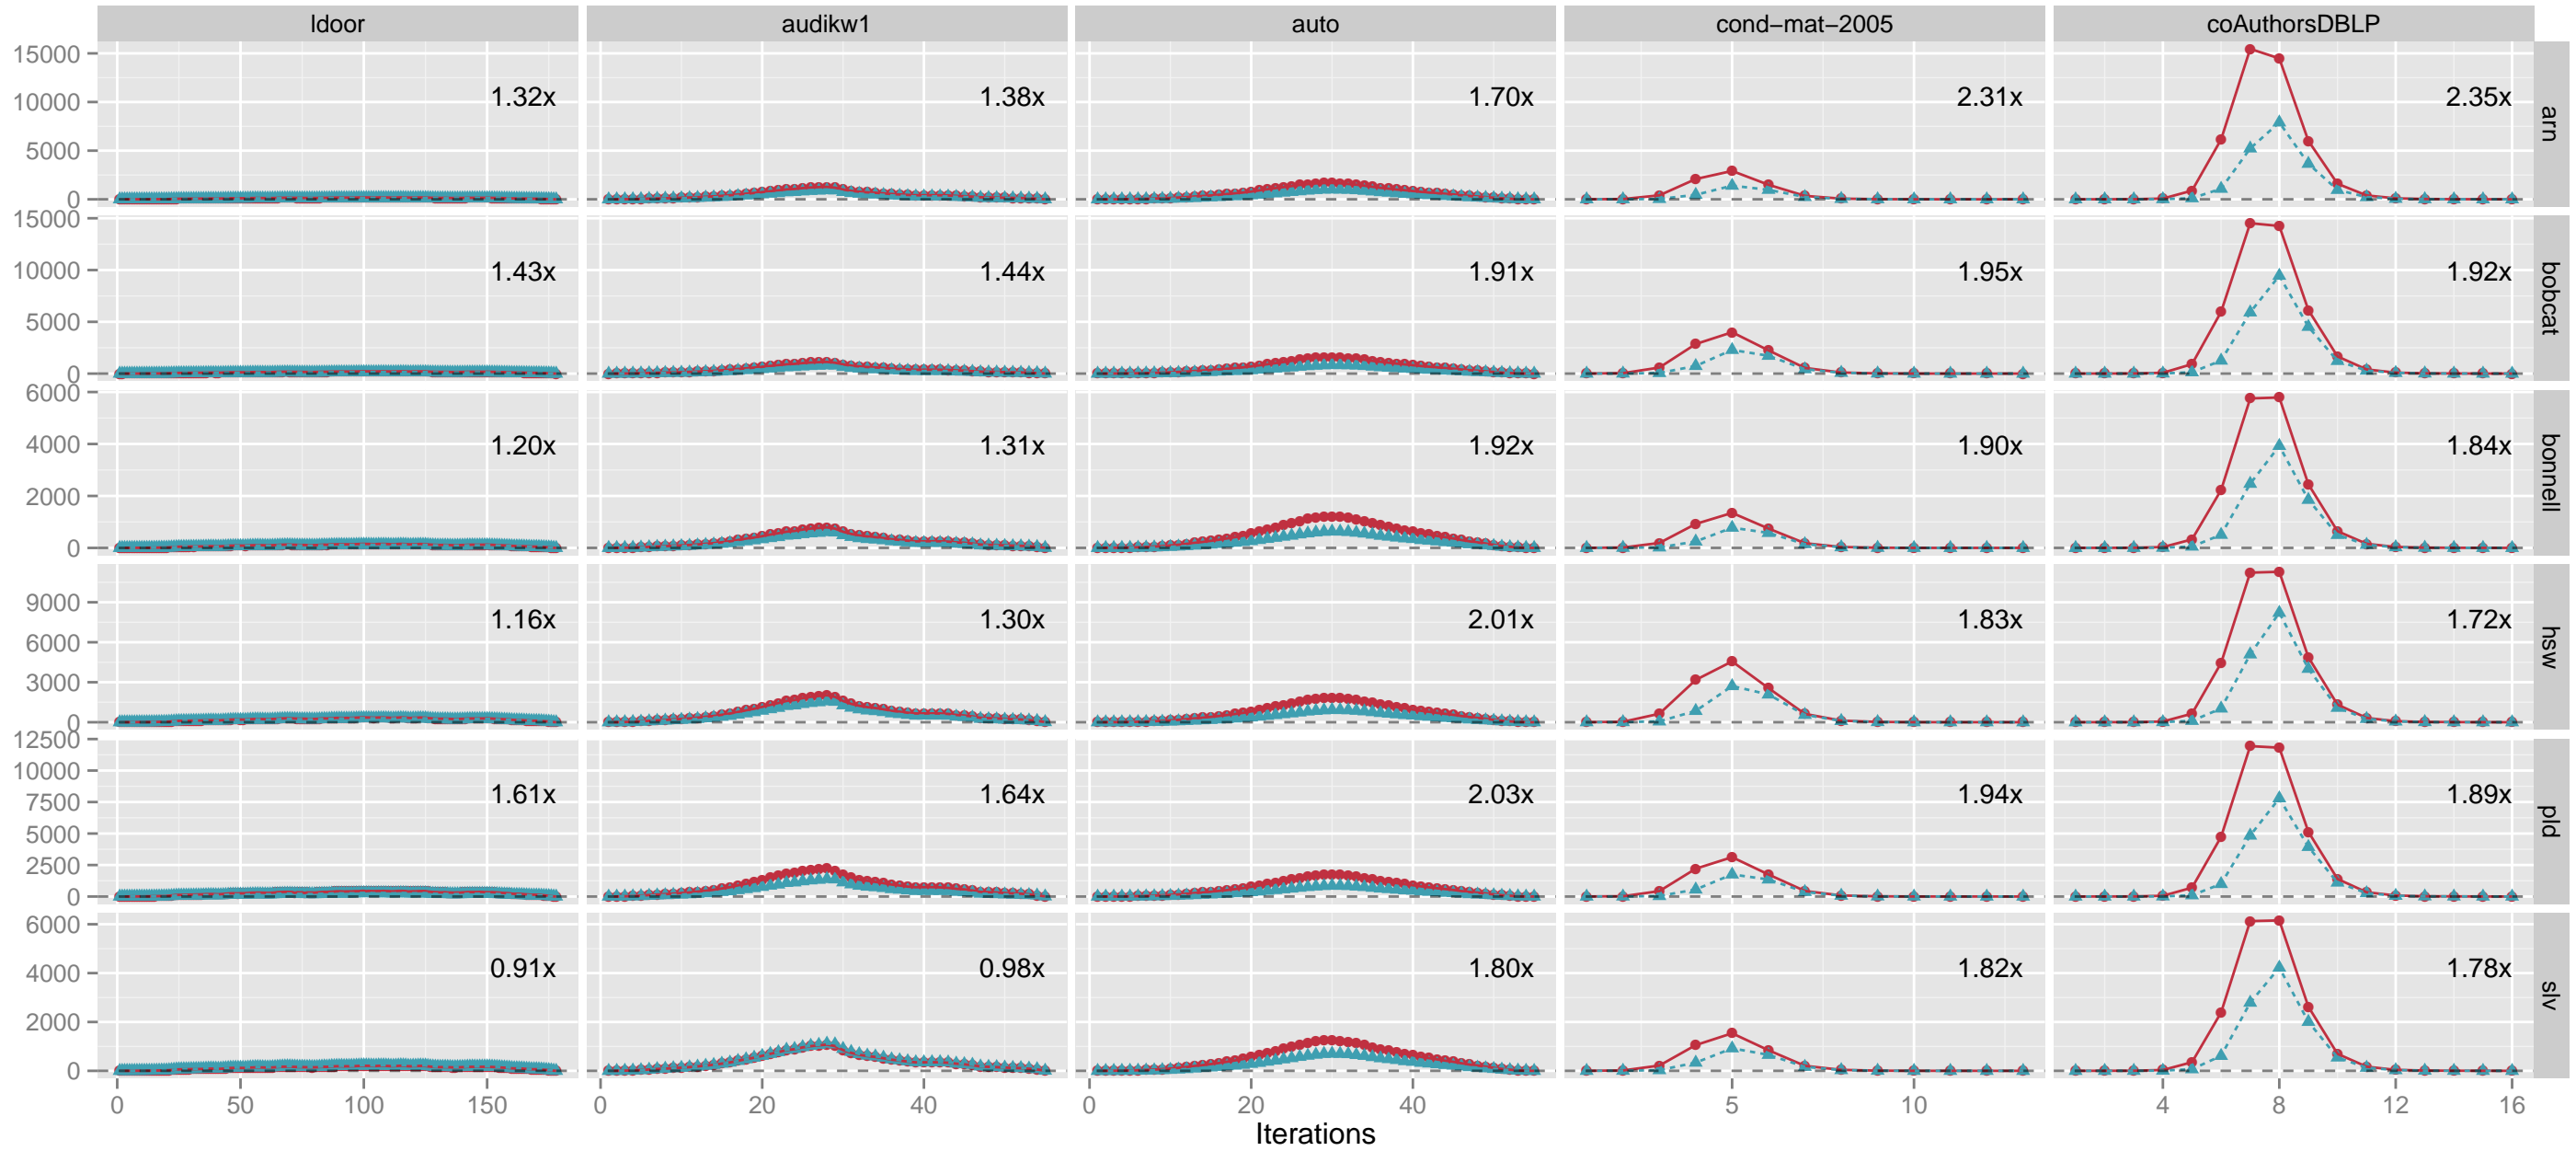 ldoor audikw1 auto cond−mat−2005 coAuthorsDBLP
15000
10000 1.32x 1.38x 1.70x 2.31x 2.35x arn
5000
0
15000
10000 1.43x 1.44x 1.91x 1.95x 1.92x bobcat
5000
0
6000
4000 1.20x 1.31x 1.92x 1.90x 1.84x bonnell
2000
0
9000
6000 1.16x 1.30x 2.01x 1.83x 1.72x hsw
3000
0
12500
10000
7500 1.61x 1.64x 2.03x 1.94x 1.89x pld
5000
2500
0
6000
4000 0.91x 0.98x 1.80x 1.82x 1.78x slv
2000
0
0 50 100 150 0 20 40 0 20 40 5 10 4 8 12 16
Iterations